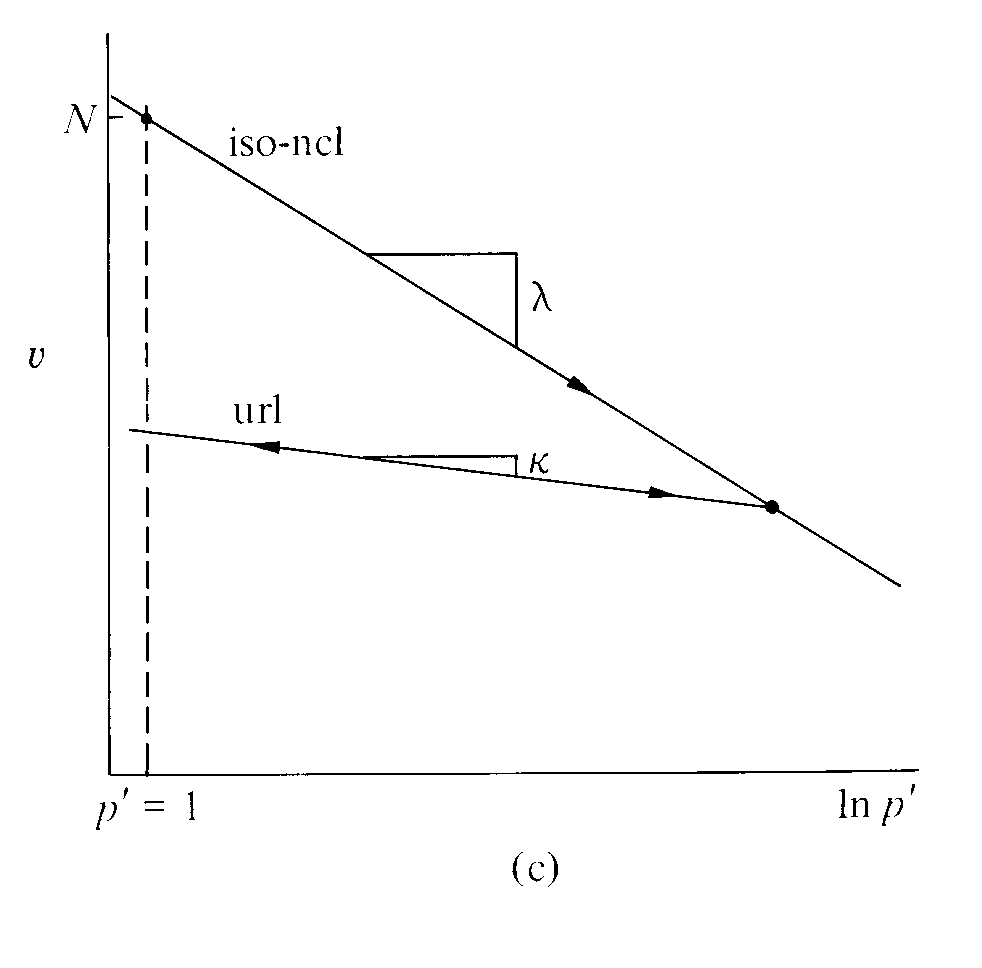 N
iso-ncl
λ
v
url
κ
p′ = 1
ln p′
(c)